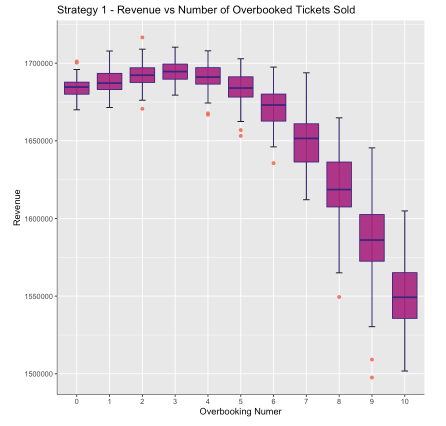 Strategy 1 - Revenue vs Number of Overbooked Tickets Sold
1700000
1650000
1600000
1550000
1500000
Revenue
0 1 2 3 4 5 6 7 8 9 10
Overbooking Numer